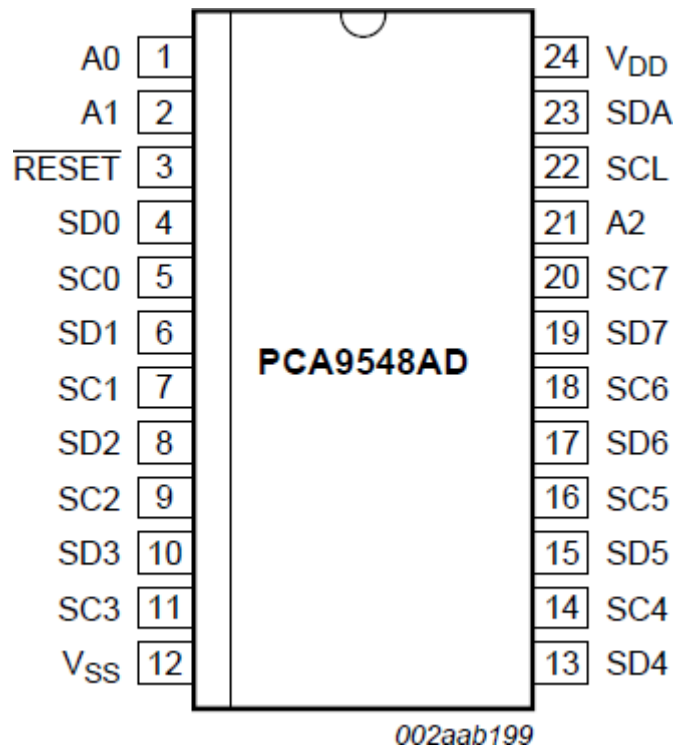 A0 1 24 VDD
A1 2 23 SDA
RESET 3 22 SCL
SD0 4 21 A2
SC0 5 20 SC7
SD1 6 19 SD7
PCA9548AD
SC1 7 18 SC6
SD2 8 17 SD6
SC2 9 16 SC5
SD3 10 15 SD5
SC3 11 14 SC4
VSS 12 13 SD4
002aab199